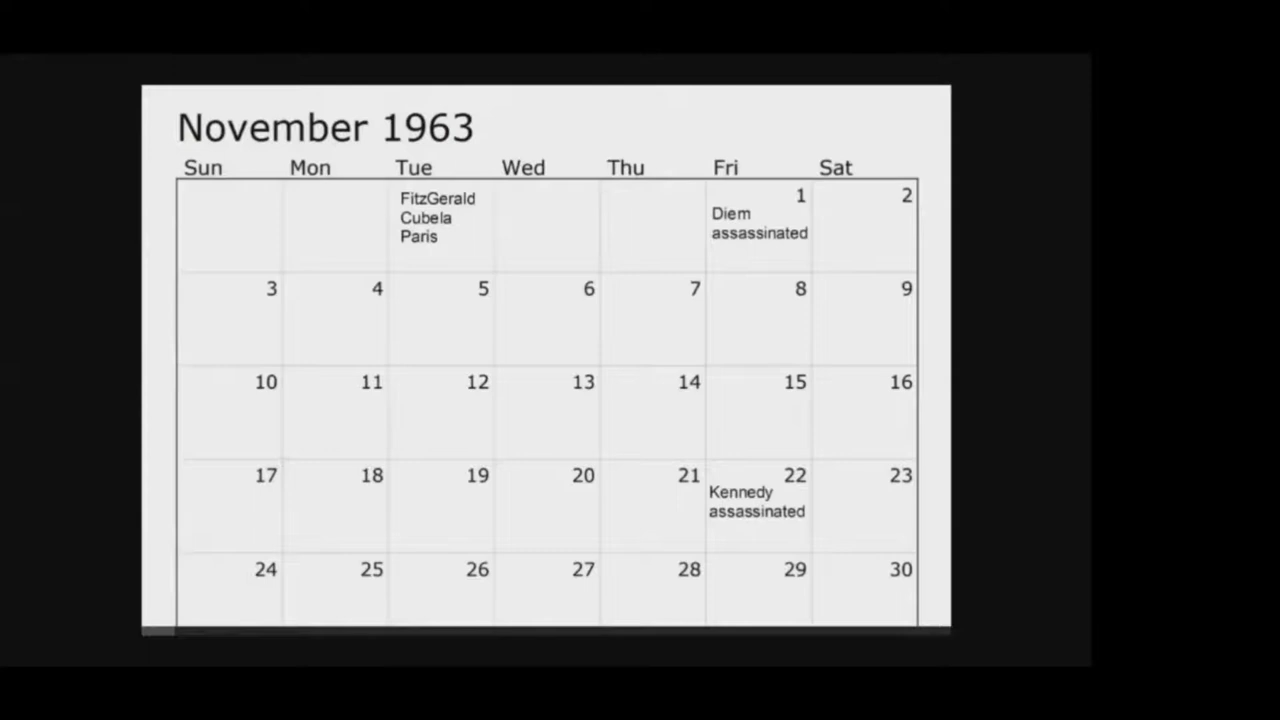 November 1963
Sun Mon Tue Wed Thu Fri Sat
FitzGerald
Cubela
Paris
1
Diem
assassinated
2
3 4 5 6 7 8 9
10 11 12 13 14 15 16
17 18 19 20 21 22 23
Kennedy
assassinated
24 25 26 27 28 29 30